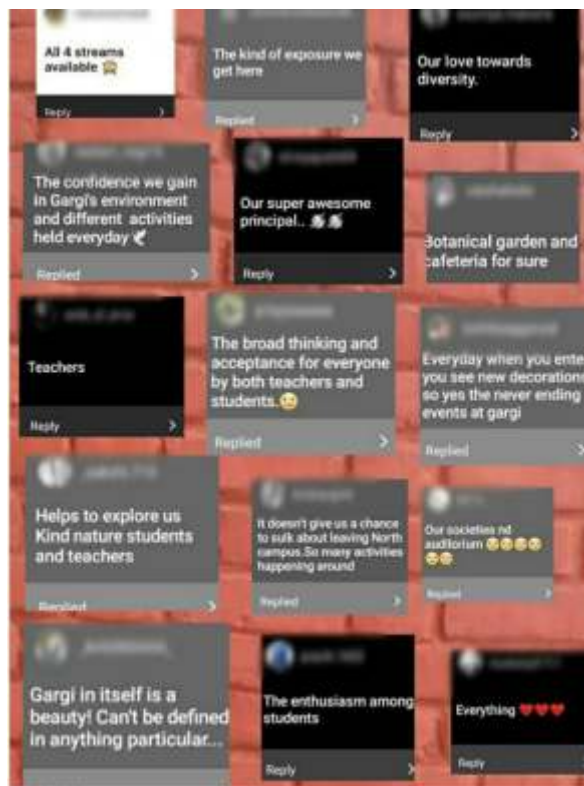 All 4 streams
available 🙈
Reply
The kind of exposure we
get here
Replied
Our love towards
diversity.
Reply
The confidence we gain
in Gargi's environment
and different activities
held everyday 🕊
Replied
Our super awesome
principal..
Reply
Botanical garden and
cafeteria for sure
Teachers
Reply
The broad thinking and
acceptance for everyone
by both teachers and
students.🥺
Replied
Everyday when you ente
you see new decorations
so yes the never ending
events at gargi
Replied
Helps to explore us
Kind nature students
and teachers
Replied
It doesn't give us a chance
to sulk about leaving North
campus.So many activities
happening around
Replied
Our societies nd
auditorium 🥺🥺🥺🥺
🥺🥺
Replied
Gargi in itself is a
beauty! Can't be defined
in anything particular...
The enthusiasm among
students
Reply
Everything ❤❤❤
Reply